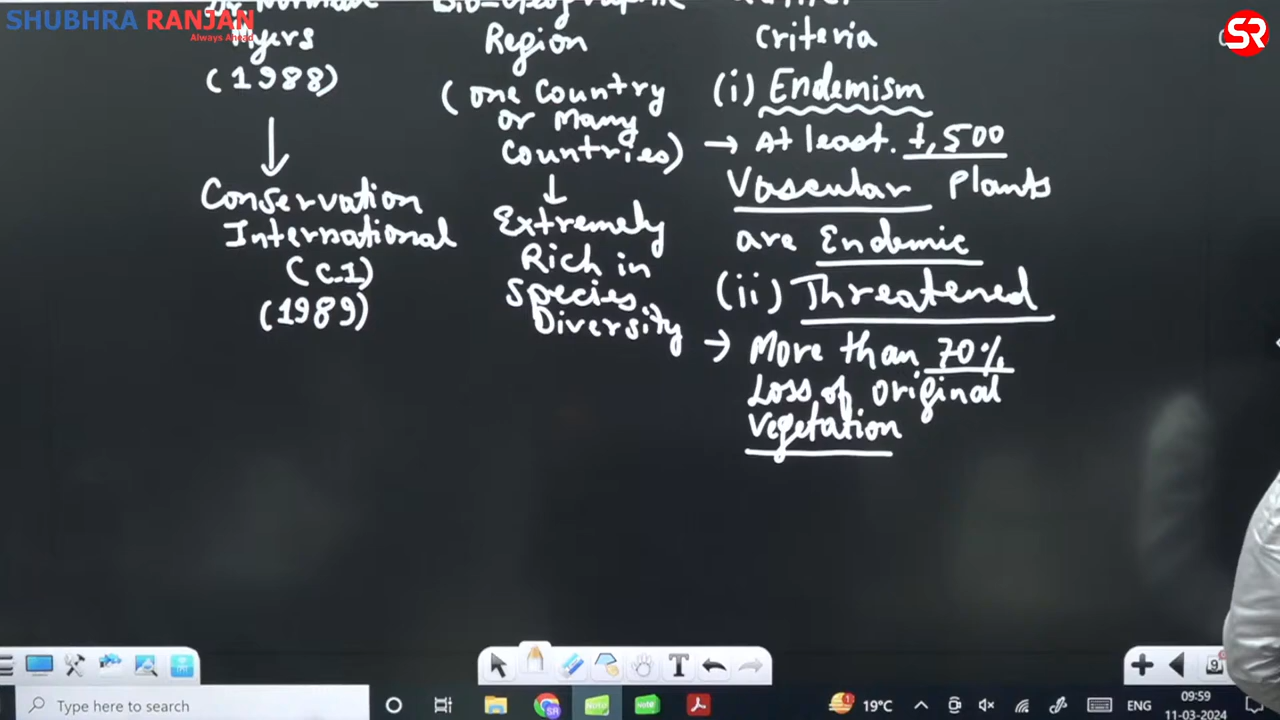 SHUBHRA RANJAN
Always Ahead
SR
Myers
(1988)
Conservation
International
(C.I)
(1989)
Region
(one Country
or Many
Countries)
Extremely
Rich in
Species
Diversity
Criteria
(i) Endemism
→ At least 1,500
Vascular Plants
are Endemic
(ii) Threatened
→ More than 70%
Loss of Original
Vegetation
T
9
Type here to search
19°C
ENG
09:59
11-03-2024